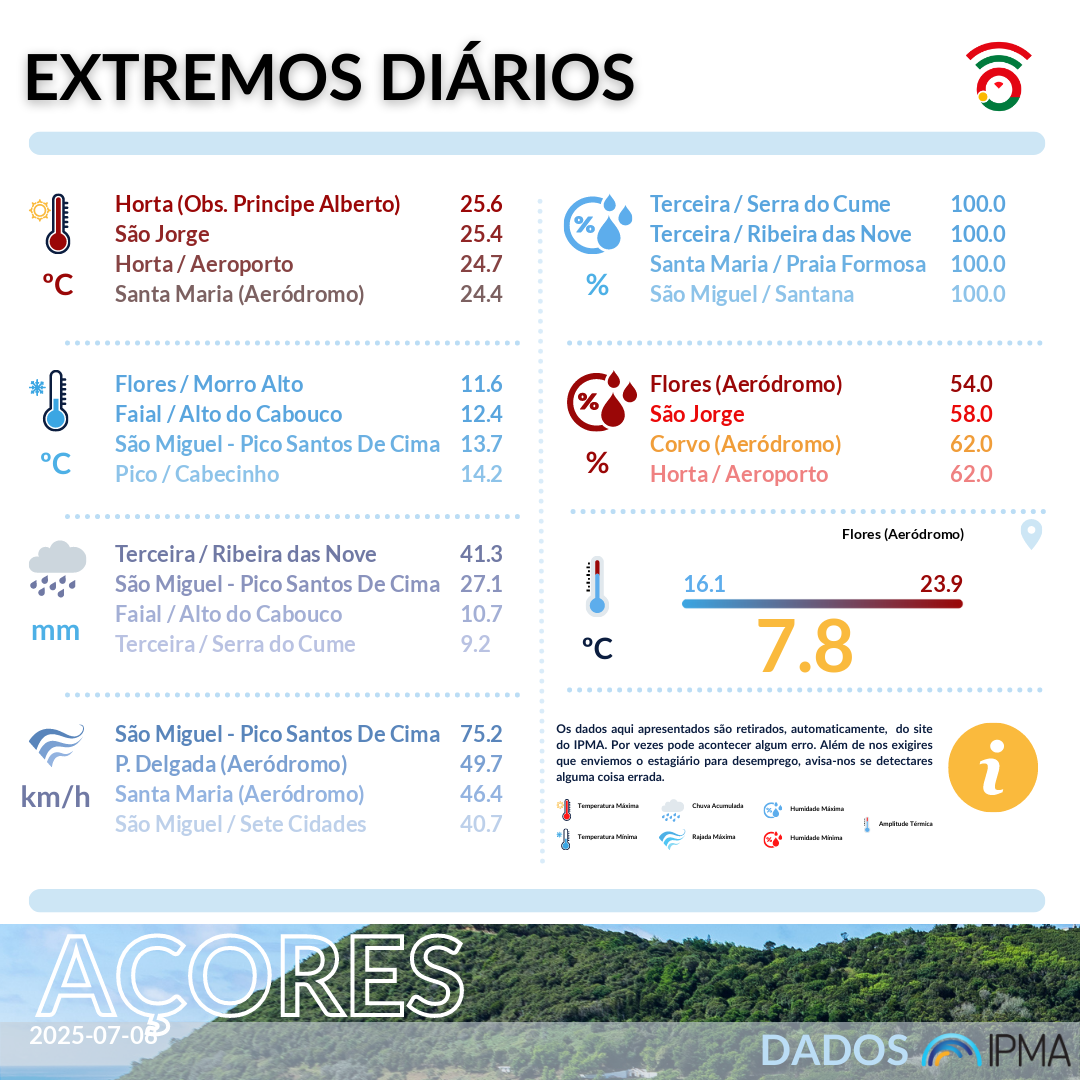 EXTREMOS DIÁRIOS
Horta (Obs. Principe Alberto) 25.6
São Jorge 25.4
Horta / Aeroporto 24.7
Santa Maria (Aeródromo) 24.4
ºC
Flores / Morro Alto 11.6
Faial / Alto do Cabouco 12.4
São Miguel - Pico Santos De Cima 13.7
Pico / Cabecinho 14.2
ºC
Terceira / Ribeira das Nove 41.3
São Miguel - Pico Santos De Cima 27.1
Faial / Alto do Cabouco 10.7
Terceira / Serra do Cume 9.2
mm
São Miguel - Pico Santos De Cima 75.2
P. Delgada (Aeródromo) 49.7
Santa Maria (Aeródromo) 46.4
São Miguel / Sete Cidades 40.7
km/h
%
Terceira / Serra do Cume 100.0
Terceira / Ribeira das Nove 100.0
Santa Maria / Praia Formosa 100.0
São Miguel / Santana 100.0
%
%
Flores (Aeródromo) 54.0
São Jorge 58.0
Corvo (Aeródromo) 62.0
Horta / Aeroporto 62.0
%
Flores (Aeródromo)
16.1 23.9
7.8
ºC
Os dados aqui apresentados são retirados, automaticamente, do site
do IPMA. Por vezes pode acontecer algum erro. Além de nos exigires
que enviemos o estagiário para desemprego, avisa-nos se detectares
alguma coisa errada.
i
Temperatura Máxima Chuva Acumulada Humidade Máxima
Amplitude Térmica
Temperatura Mínima Rajada Máxima Humidade Mínima
AÇORES
2025-07-08
DADOS IPMA